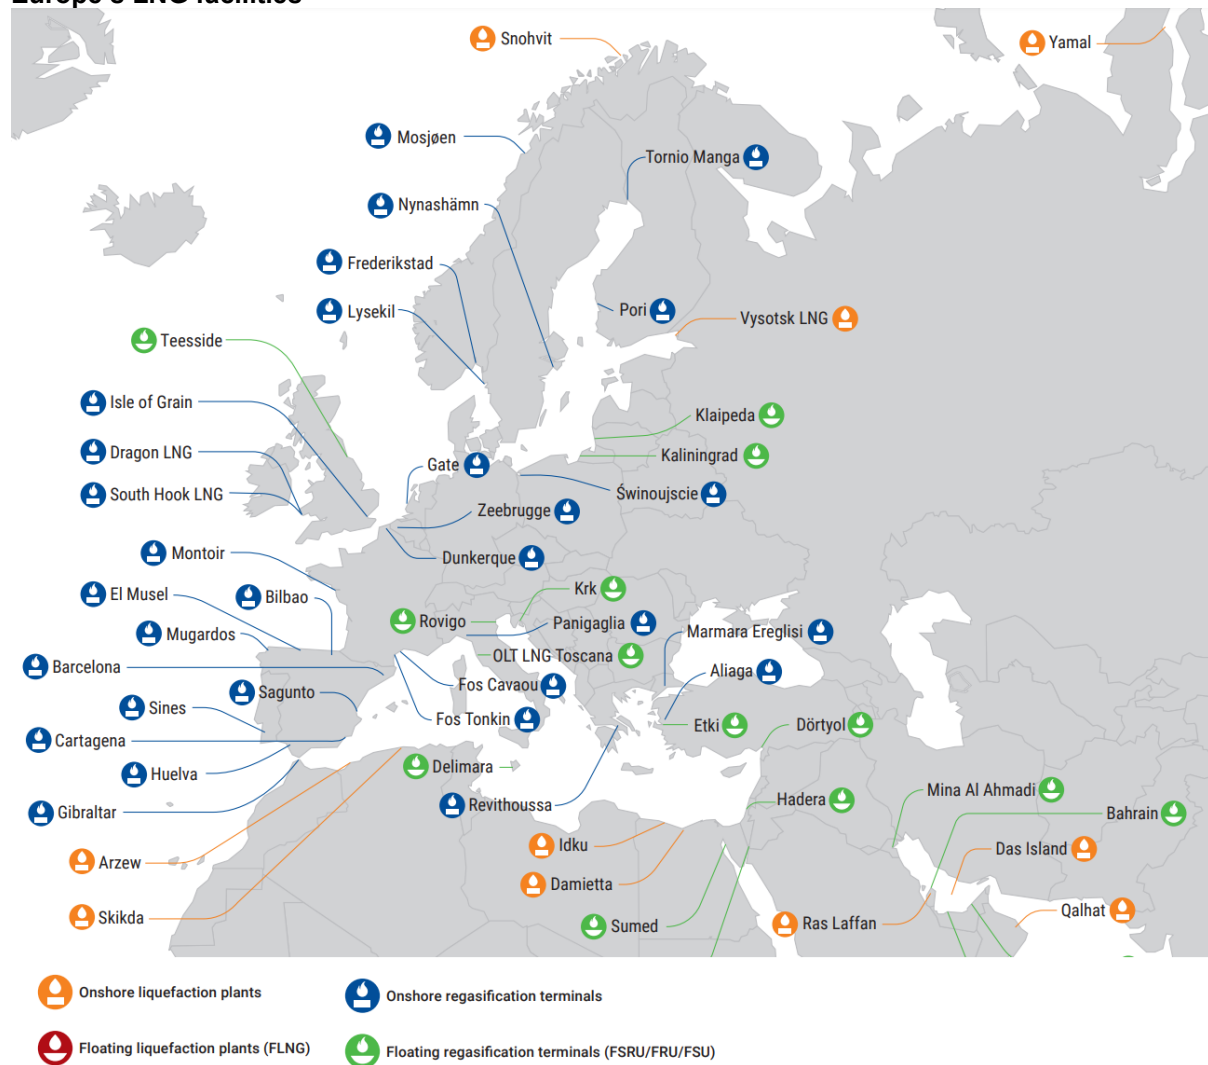 Europe's LNG facilities
Snohvit
Yamal
Mosjøen
Tornio Manga
Nynashämn
Frederikstad
Lysekil
Pori
Vysotsk LNG
Teesside
Isle of Grain
Klaipeda
Dragon LNG
Kaliningrad
Gate
South Hook LNG
Świnoujscie
Zeebrugge
Montoir
Dunkerque
El Musel
Bilbao
Krk
Mugardos
Rovigo
Panigaglia
Marmara Ereglisi
Barcelona
OLT LNG Toscana
Aliaga
Sagunto
Fos Cavaou
Sines
Fos Tonkin
Etki
Dörtyol
Cartagena
Huelva
Delimara
Mina Al Ahmadi
Gibraltar
Revithoussa
Hadera
Bahrain
Idku
Das Island
Arzew
Damietta
Skikda
Sumed
Ras Laffan
Qalhat
Onshore liquefaction plants
Onshore regasification terminals
Floating liquefaction plants (FLNG)
Floating regasification terminals (FSRU/FRU/FSU)